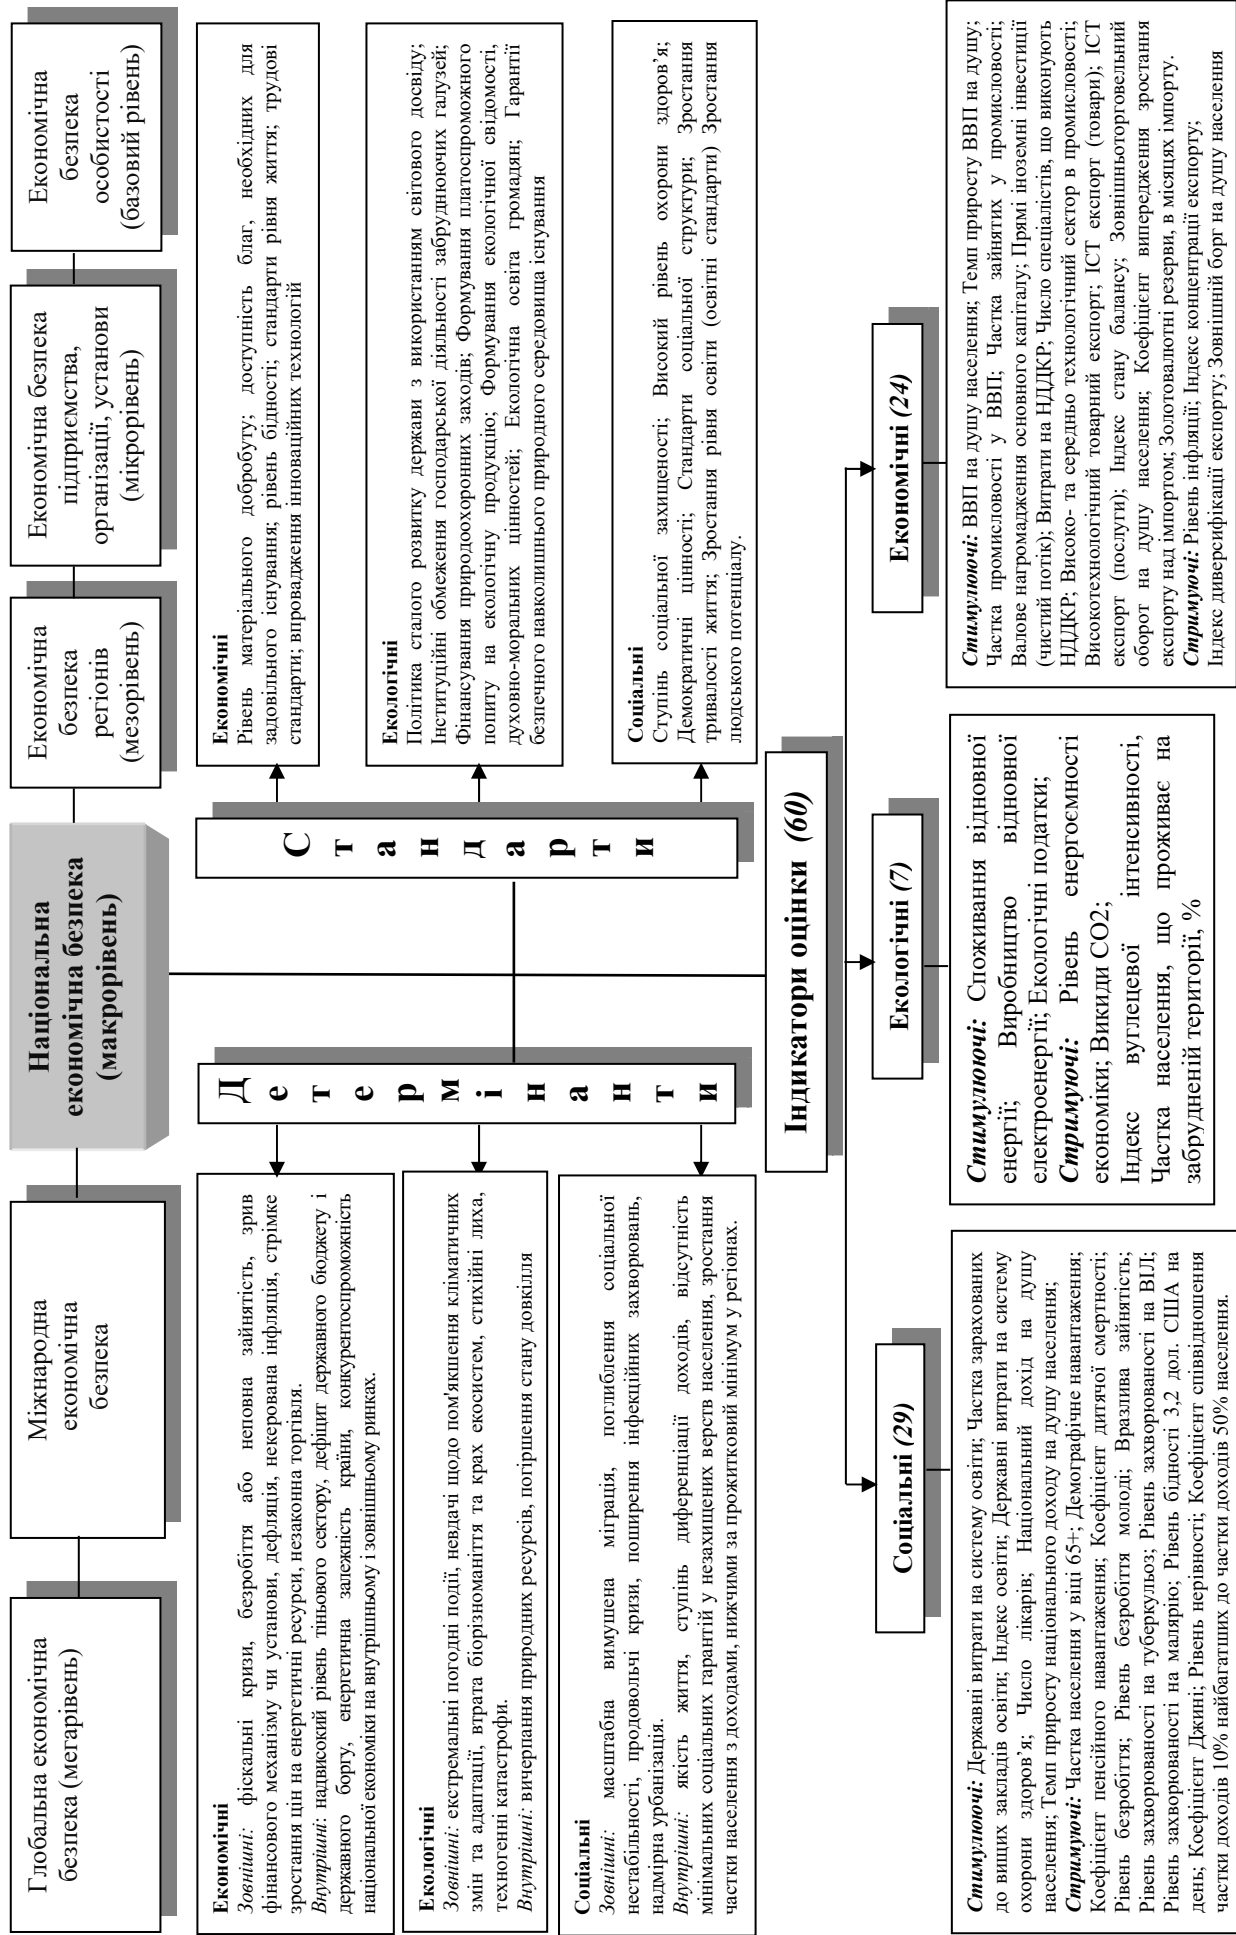 Глобальна економічна
безпека (мегарівень)
Міжнародна
економічна
безпека
Національна
економічна безпека
(макрорівень)
Економічна
безпека
регіонів
(мезорівень)
Економічна безпека
підприємства,
організації, установи
(мікрорівень)
Економічна
безпека
особистості
(базовий рівень)
Детермінанти
Економічні
Зовнішні: фіскальні кризи, безробіття або неповна зайнятість, зрив
фінансового механізму чи установи, дефляція, некерована інфляція, стрімке
зростання цін на енергетичні ресурси, незаконна торгівля.
Внутрішні: надвисокий рівень тіньового сектору, дефіцит державного бюджету і
державного боргу, енергетична залежність країни, конкурентоспроможність
національної економіки на внутрішньому і зовнішньому ринках.
Екологічні
Зовнішні: екстремальні погодні події, невдачі щодо пом'якшення кліматичних
змін та адаптації, втрата біорізноманіття та крах екосистем, стихійні лиха,
техногенні катастрофи.
Внутрішні: вичерпання природних ресурсів, погіршення стану довкілля
Соціальні
Зовнішні: масштабна вимушена міграція, поглиблення соціальної
нестабільності, продовольчі кризи, поширення інфекційних захворювань,
надмірна урбанізація.
Внутрішні: якість життя, ступінь диференціації доходів, відсутність
мінімальних соціальних гарантій у незахищених верств населення, зростання
частки населення з доходами, нижчими за прожитковий мінімум у регіонах.
Стандарти
Економічні
Рівень матеріального добробуту; доступність благ, необхідних для
задовільного існування; рівень бідності; стандарти рівня життя; трудові
стандарти; впровадження інноваційних технологій
Екологічні
Політика сталого розвитку держави з використанням світового досвіду;
Інституційні обмеження господарської діяльності забруднюючих галузей;
Фінансування природоохоронних заходів; Формування платоспроможного
попиту на екологічну продукцію; Формування екологічної свідомості,
духовно-моральних цінностей; Екологічна освіта громадян; Гарантії
безпечного навколишнього природного середовища існування
Соціальні
Ступінь соціальної захищеності; Високий рівень охорони здоров'я;
Демократичні цінності; Стандарти соціальної структури; Зростання
тривалості життя; Зростання рівня освіти (освітні стандарти) Зростання
людського потенціалу.
Індикатори оцінки (60)
Соціальні (29)
Стимулюючі: Державні витрати на систему освіти; Частка зарахованих
до вищих закладів освіти; Індекс освіти; Державні витрати на систему
охорони здоров'я; Число лікарів; Національний дохід на душу
населення; Темп приросту національного доходу на душу населення;
Стримуючі: Частка населення у віці 65+; Демографічне навантаження;
Коефіцієнт пенсійного навантаження; Коефіцієнт дитячої смертності;
Рівень безробіття; Рівень безробіття молоді; Вразлива зайнятість;
Рівень захворюваності на туберкульоз; Рівень захворюваності на ВІЛ;
Рівень захворюваності на малярію; Рівень бідності 3,2 дол. США на
день; Коефіцієнт Джині; Рівень нерівності; Коефіцієнт співвідношення
частки доходів 10% найбагатших до частки доходів 50% населення.
Екологічні (7)
Стимулюючі: Споживання відновної
енергії; Виробництво відновної
електроенергії; Екологічні податки;
Стримуючі: Рівень енергоємності
економіки; Викиди СО2;
Індекс вуглецевої інтенсивності,
Частка населення, що проживає на
забрудненій території, %
Економічні (24)
Стимулюючі: ВВП на душу населення; Темп приросту ВВП на душу;
Частка промисловості у ВВП; Частка зайнятих у промисловості;
Валове нагромадження основного капіталу; Прямі іноземні інвестиції
(чистий потік); Витрати на НДДКР; Число спеціалістів, що виконують
НДДКР; Високо- та середньо технологічний сектор в промисловості;
Високотехнологічний товарний експорт; ІСТ експорт (товари); ІСТ
експорт (послуги); Індекс стану балансу; Зовнішньоторговельний
оборот на душу населення; Коефіцієнт випередження зростання
експорту над імпортом; Золотовалютні резерви, в місяцях імпорту.
Стримуючі: Рівень інфляції; Індекс концентрації експорту;
Індекс диверсифікації експорту; Зовнішній борг на душу населення